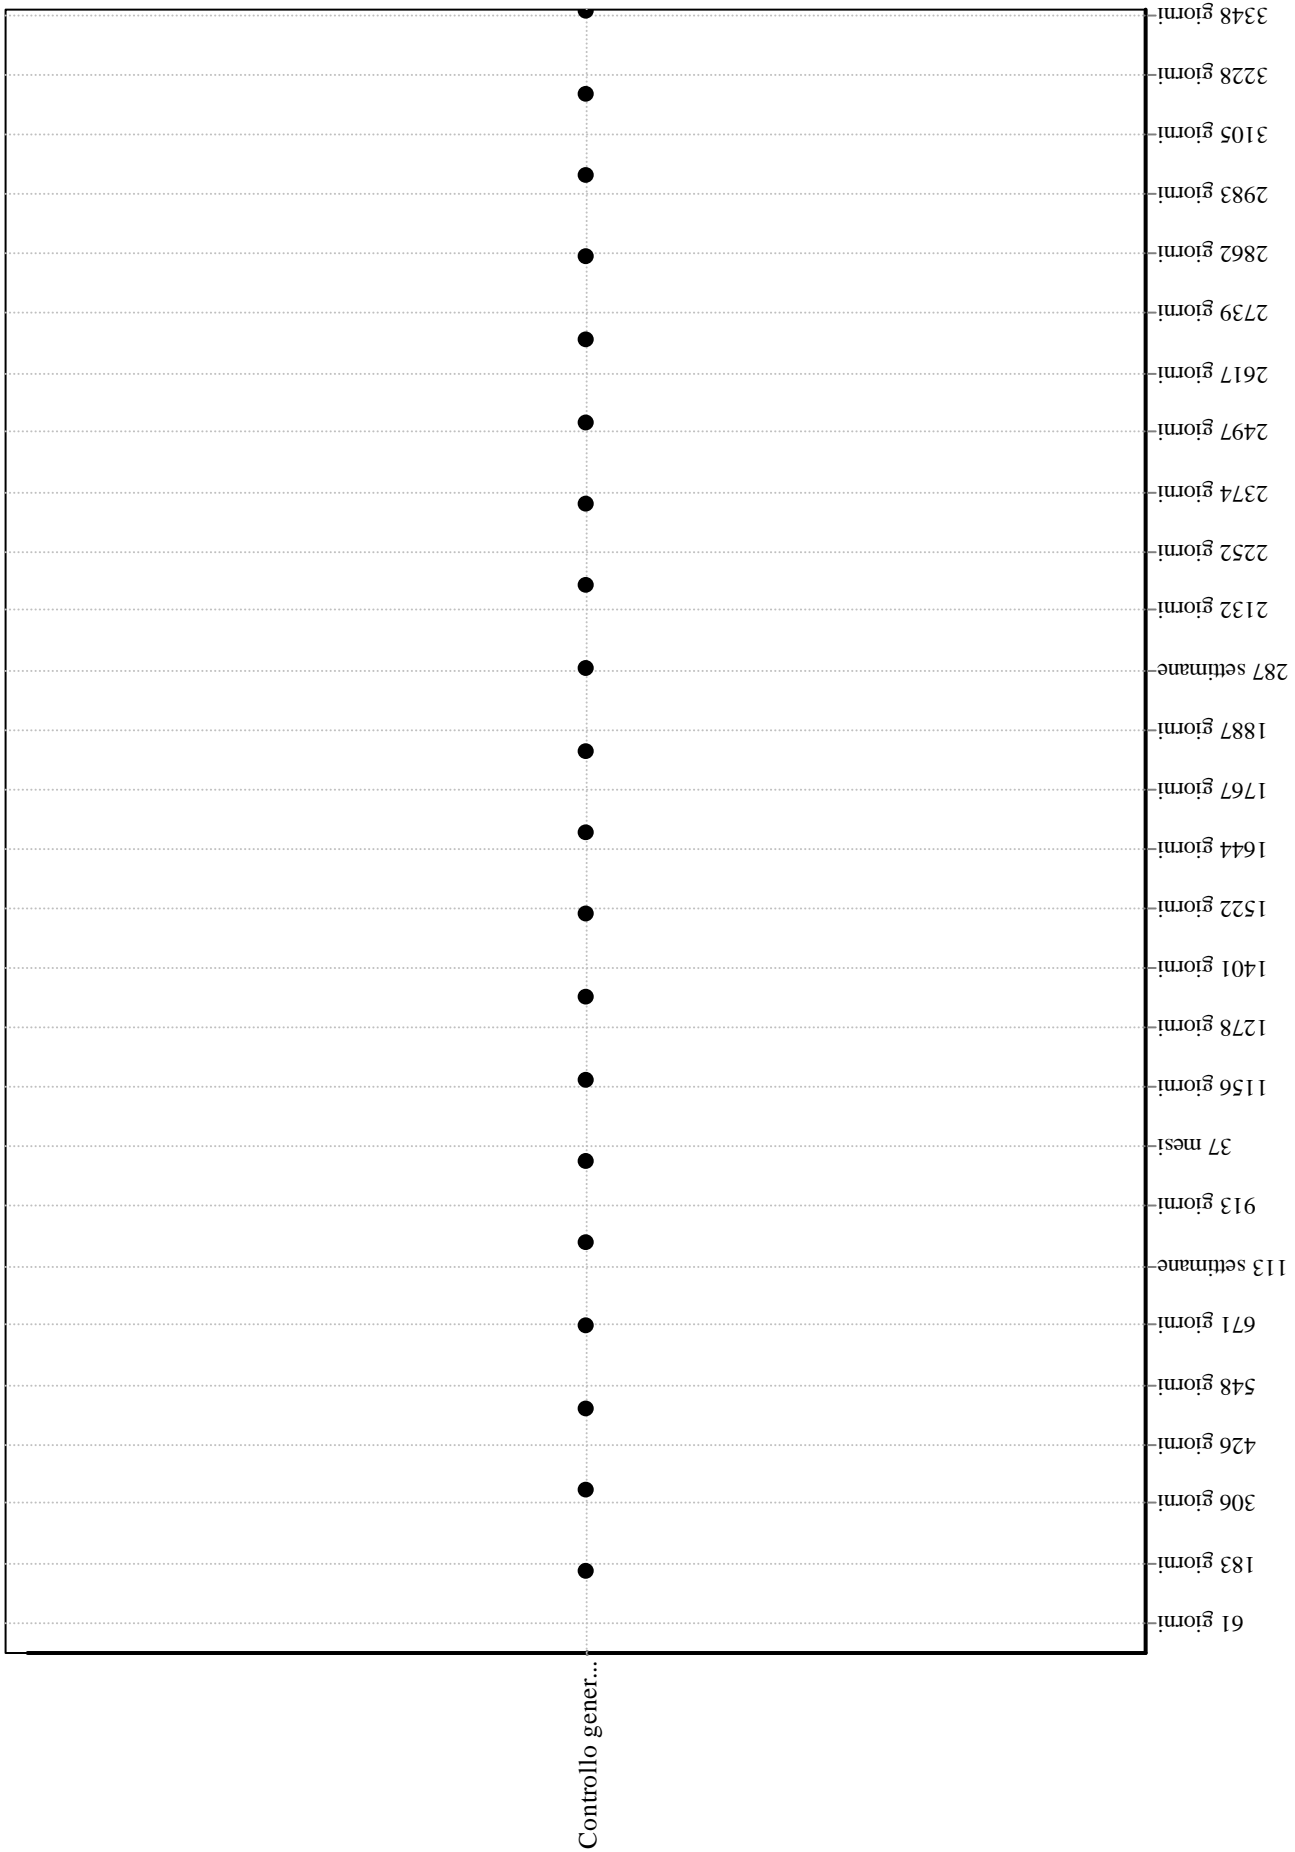 3348 giorni
3228 giorni
3105 giorni
2983 giorni
2862 giorni
2739 giorni
2617 giorni
2497 giorni
2374 giorni
2252 giorni
2132 giorni
287 settimane
1887 giorni
1767 giorni
1644 giorni
1522 giorni
1401 giorni
1278 giorni
1156 giorni
37 mesi
913 giorni
113 settimane
671 giorni
548 giorni
426 giorni
306 giorni
183 giorni
61 giorni
Controllo gener...